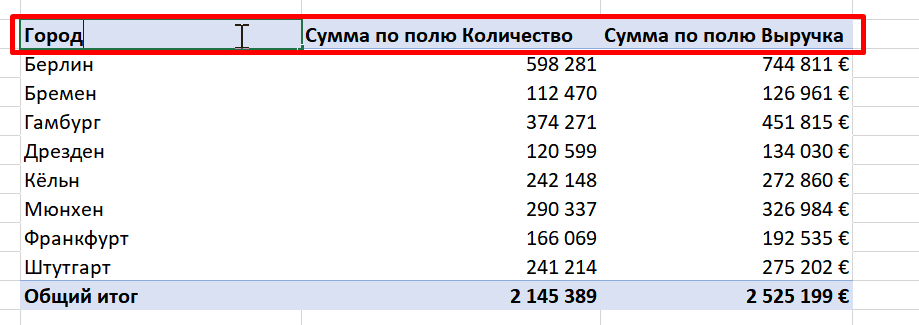 Город Сумма по полю Количество Сумма по полю Выручка
Берлин 598 281 744 811 €
Бремен 112 470 126 961 €
Гамбург 374 271 451 815 €
Дрезден 120 599 134 030 €
Кёльн 242 148 272 860 €
Мюнхен 290 337 326 984 €
Франкфурт 166 069 192 535 €
Штутгарт 241 214 275 202 €
Общий итог 2 145 389 2 525 199 €